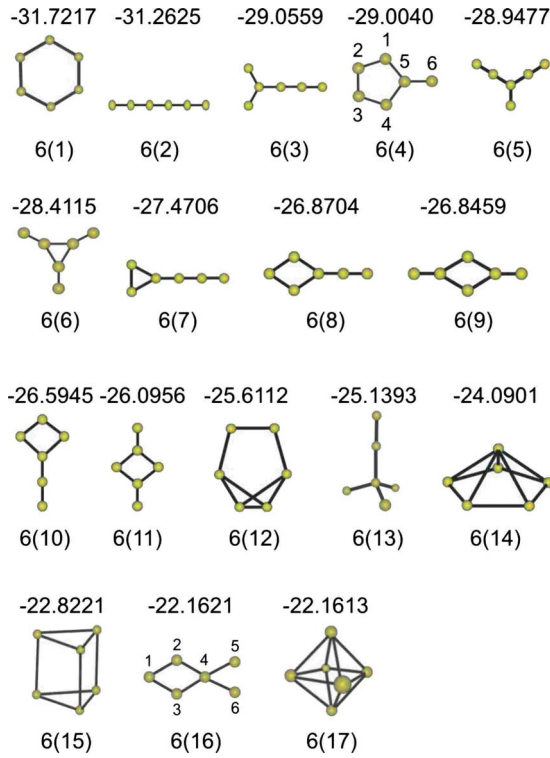 -31.7217 -31.2625 -29.0559 -29.0040 -28.9477
1
2 5 6
3 4
6(1) 6(2) 6(3) 6(4) 6(5)
-28.4115 -27.4706 -26.8704 -26.8459
6(6) 6(7) 6(8) 6(9)
-26.5945 -26.0956 -25.6112 -25.1393 -24.0901
6(10) 6(11) 6(12) 6(13) 6(14)
-22.8221 -22.1621 -22.1613
2 5
1 4
3 6
6(15) 6(16) 6(17)